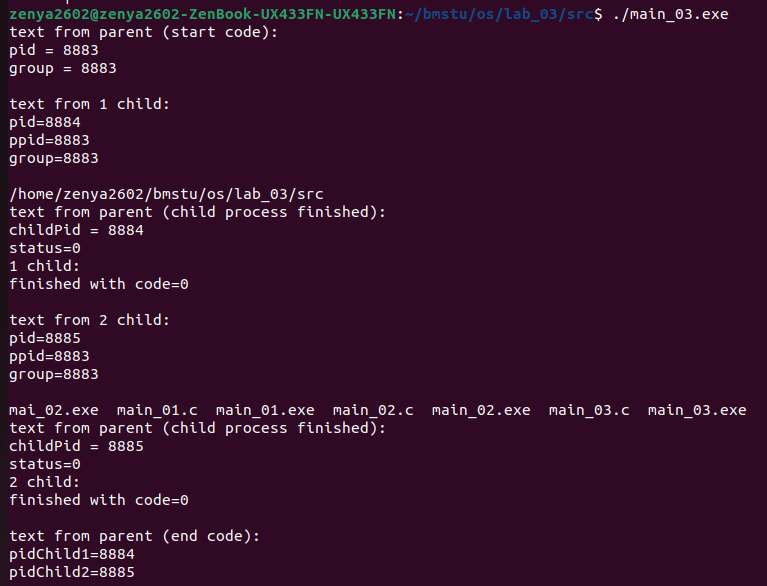 zenya2602@zenya2602-ZenBook-UX433FN-UX433FN:~/bmstu/os/lab_03/src$ ./main_03.exe
text from parent (start code):
pid = 8883
group = 8883
text from 1 child:
pid=8884
ppid=8883
group=8883
/home/zenya2602/bmstu/os/lab_03/src
text from parent (child process finished):
childPid = 8884
status=0
1 child:
finished with code=0
text from 2 child:
pid=8885
ppid=8883
group=8883
mai_02.exe  main_01.c  main_01.exe  main_02.c  main_02.exe  main_03.c  main_03.exe
text from parent (child process finished):
childPid = 8885
status=0
2 child:
finished with code=0
text from parent (end code):
pidChild1=8884
pidChild2=8885